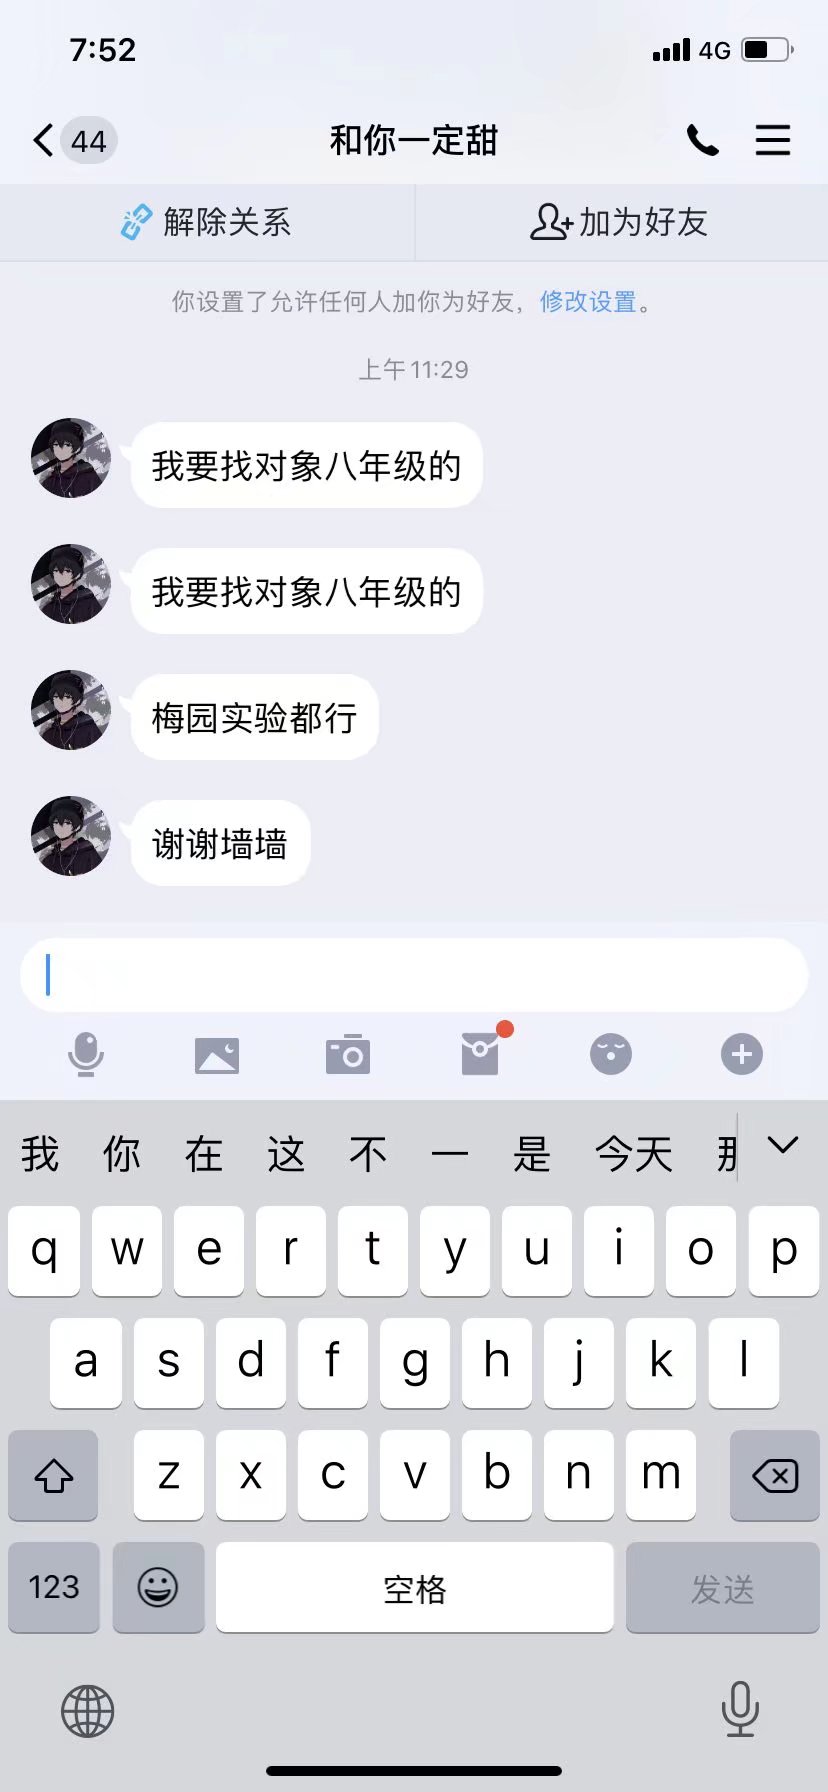 7:52
4G
44
和你一定甜
解除关系
加为好友
你设置了允许任何人加你为好友，修改设置。
上午11:29
我要找对象八年级的
我要找对象八年级的
梅园实验都行
谢谢墙墙
我 你 在 这 不 一 是 今天 那
q w e r t y u i o p
a s d f g h j k l
z x c v b n m
123 空格 发送